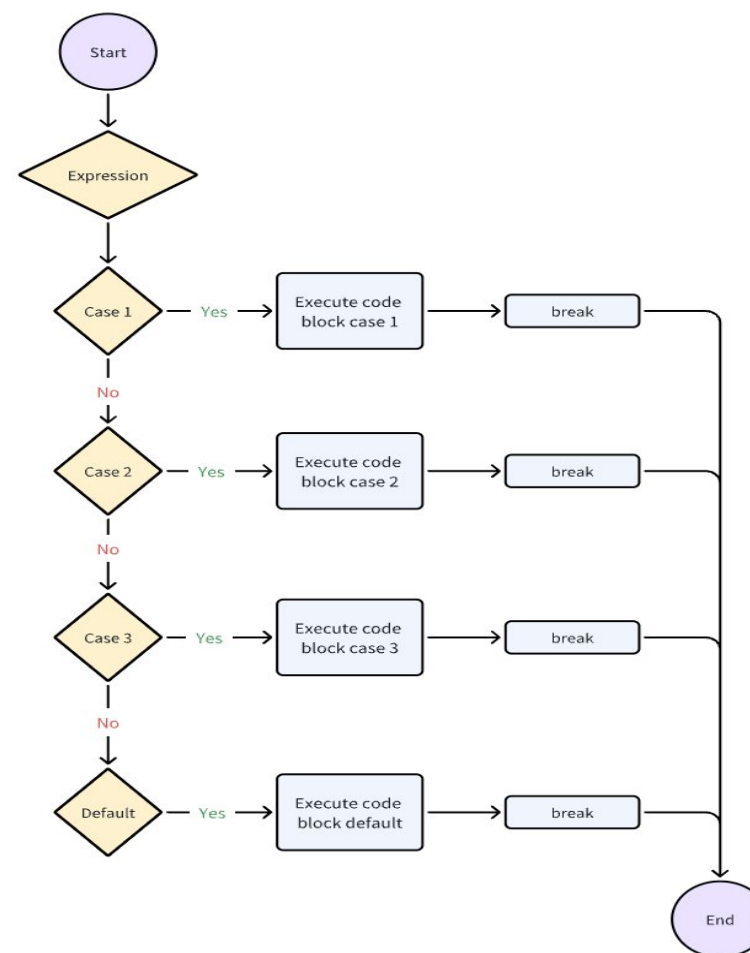 Start
Expression
Case 1
Yes
Execute code
block case 1
break
No
Case 2
Yes
Execute code
block case 2
break
No
Case 3
Yes
Execute code
block case 3
break
No
Default
Yes
Execute code
block default
break
End